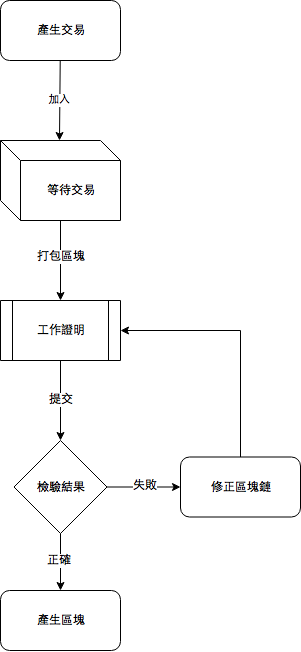 產生交易
加入
等待交易
打包區塊
工作證明
提交
檢驗結果
失敗
修正區塊鏈
正確
產生區塊